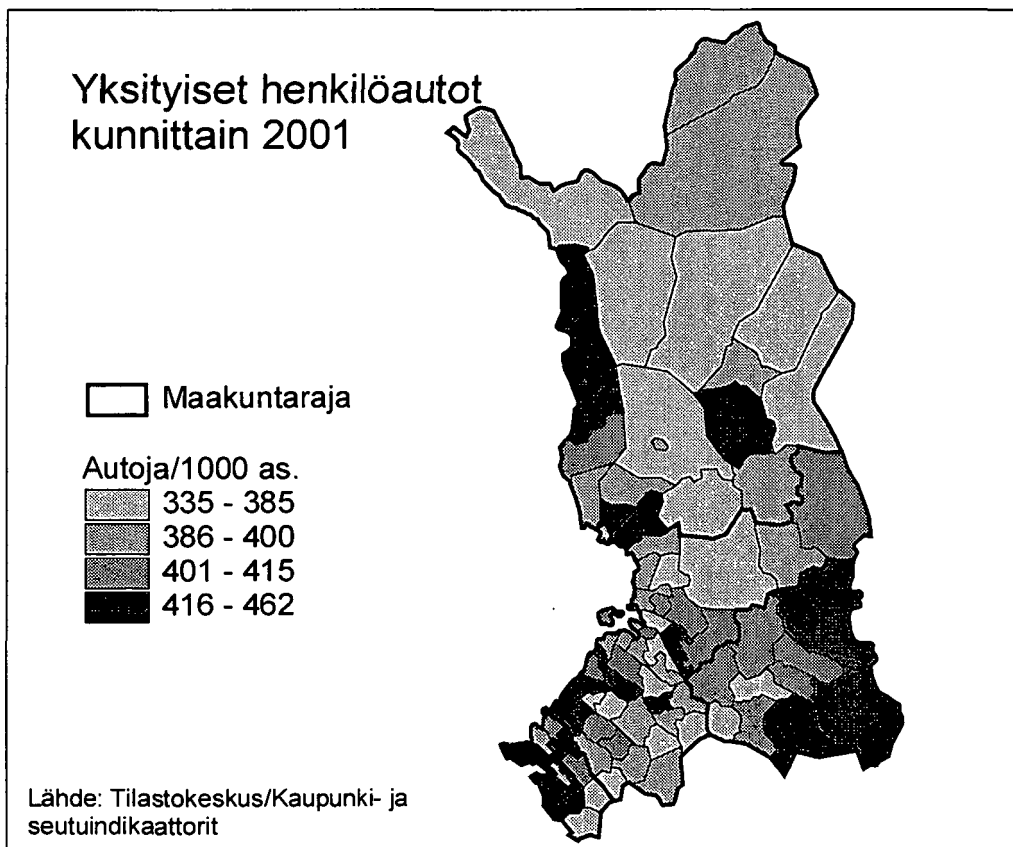 Yksityiset henkilöautot
kunnittain 2001
Maakuntaraja
Autoja/1000 as.
335 - 385
386 - 400
401 - 415
416 - 462
Lähde: Tilastokeskus/Kaupunki- ja
seutuindikaattorit